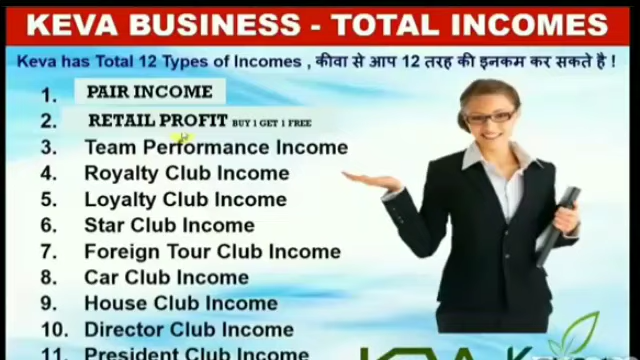 KEVA BUSINESS - TOTAL INCOMES
Keva has Total 12 Types of Incomes , कीवा से आप 12 तरह की इनकम कर सकते है !
1. PAIR INCOME
2. RETAIL PROFIT BUY 1 GET 1 FREE
3. Team Performance Income
4. Royalty Club Income
5. Loyalty Club Income
6. Star Club Income
7. Foreign Tour Club Income
8. Car Club Income
9. House Club Income
10. Director Club Income
11. President Club Income